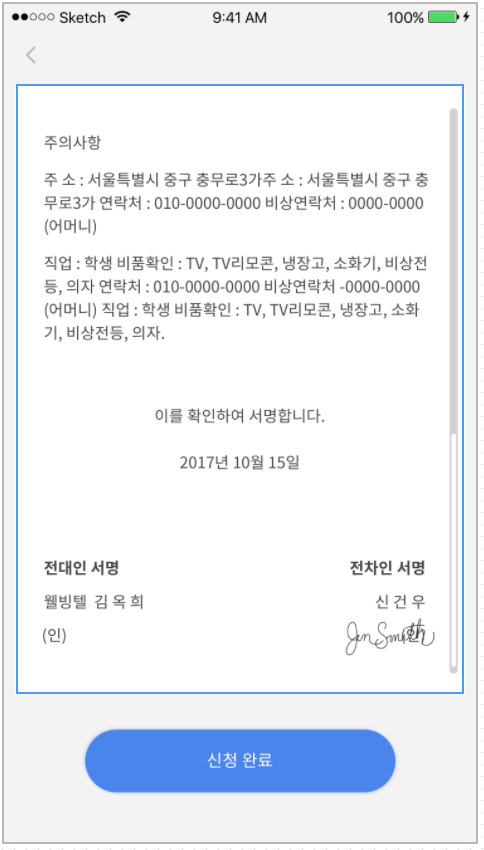 Sketch 9:41 AM 100%
주의사항
주 소 : 서울특별시 중구 충무로3가주 소 : 서울특별시 중구 충
무로3가 연락처 : 010-0000-0000 비상연락처 : 0000-0000
(어머니)
직업 : 학생 비품확인 : TV, TV리모콘, 냉장고, 소화기, 비상전
등, 의자 연락처 : 010-0000-0000 비상연락처 -0000-0000
(어머니) 직업 : 학생 비품확인 : TV, TV리모콘, 냉장고, 소화
기, 비상전등, 의자.
이를 확인하여 서명합니다.
2017년 10월 15일
전대인 서명 전차인 서명
웰빙텔 김 옥 희 신 건 우
(인) Jen Smith
신청 완료